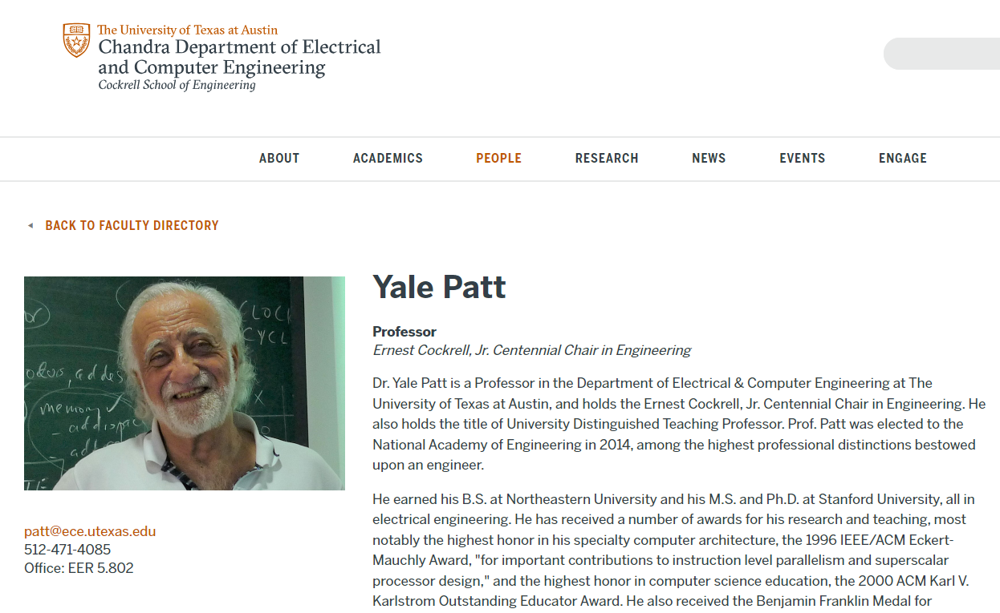 The University of Texas at Austin
Chandra Department of Electrical
and Computer Engineering
Cockrell School of Engineering
ABOUT
ACADEMICS
PEOPLE
RESEARCH
NEWS
EVENTS
ENGAGE
BACK TO FACULTY DIRECTORY
CLOCK
CYCL
memory
Yale Patt
Professor
Ernest Cockrell, Jr. Centennial Chair in Engineering
Dr. Yale Patt is a Professor in the Department of Electrical & Computer Engineering at The
University of Texas at Austin, and holds the Ernest Cockrell, Jr. Centennial Chair in Engineering. He
also holds the title of University Distinguished Teaching Professor. Prof. Patt was elected to the
National Academy of Engineering in 2014, among the highest professional distinctions bestowed
upon an engineer.
He earned his B.S. at Northeastern University and his M.S. and Ph.D. at Stanford University, all in
electrical engineering. He has received a number of awards for his research and teaching, most
notably the highest honor in his specialty computer architecture, the 1996 IEEE/ACM Eckert-
Mauchly Award, "for important contributions to instruction level parallelism and superscalar
processor design," and the highest honor in computer science education, the 2000 ACM Karl V.
Karlstrom Outstanding Educator Award. He also received the Benjamin Franklin Medal for
patt@ece.utexas.edu
512-471-4085
Office: EER 5.802